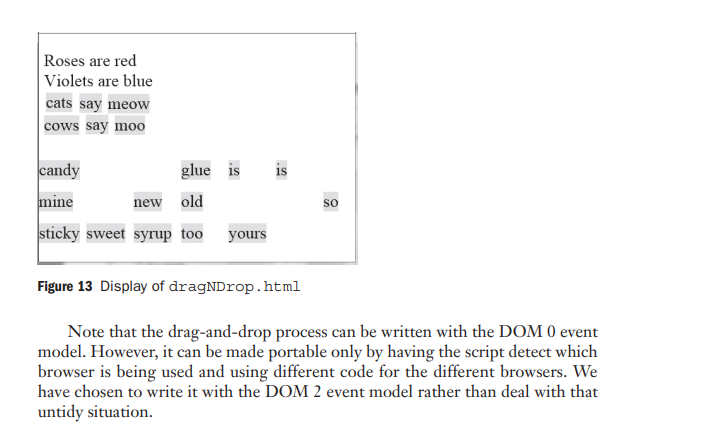 Roses are red
Violets are blue
cats say meow
cows say moo
candy glue is is
mine new old so
sticky sweet syrup too yours
Figure 13 Display of dragNDrop.html
Note that the drag-and-drop process can be written with the DOM 0 event
model. However, it can be made portable only by having the script detect which
browser is being used and using different code for the different browsers. We
have chosen to write it with the DOM 2 event model rather than deal with that
untidy situation.